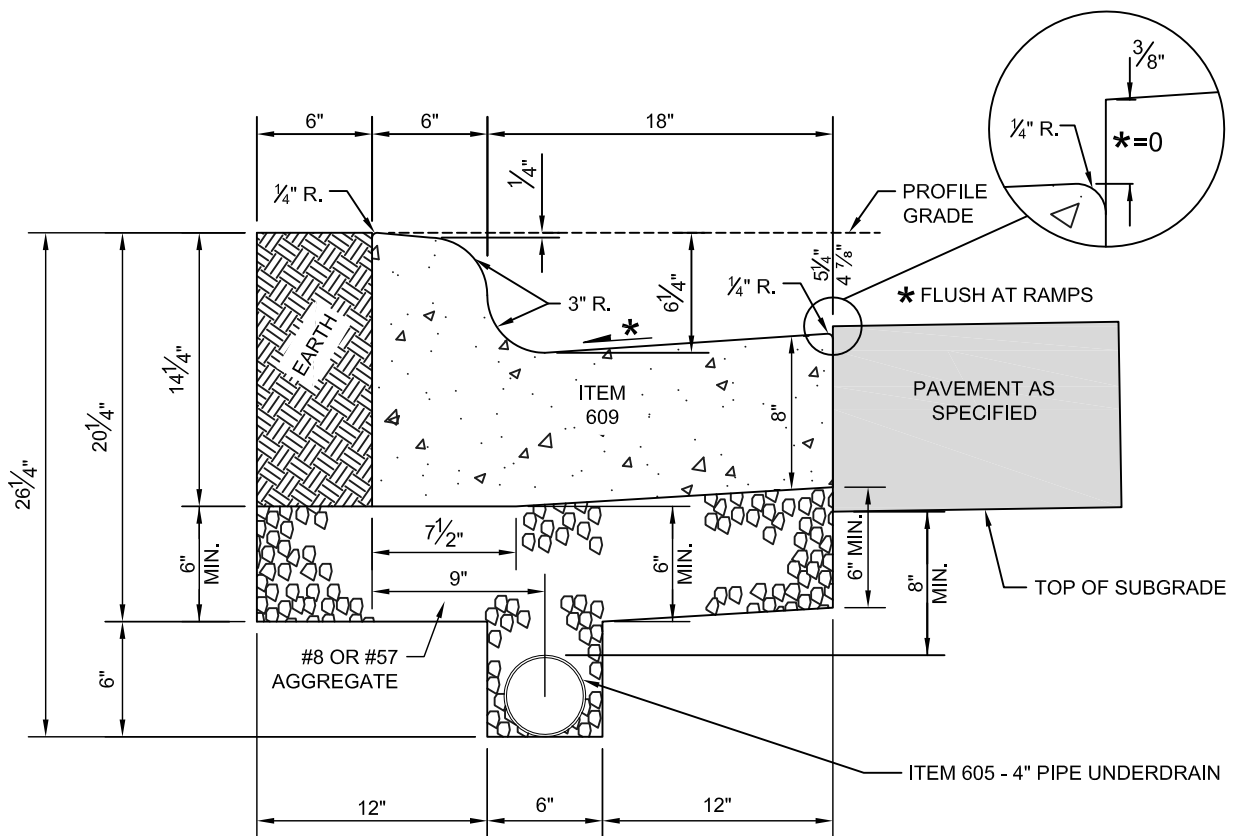 3/8"
1/4" R.
*=0
6"
6"
18"
1/4"
1/4" R.
PROFILE
GRADE
5 1/4"
4 7/8"
6 1/4"
1/4" R.
* FLUSH AT RAMPS
3" R.
*
EARTH
14 1/4"
20 1/4"
26 1/4"
ITEM
609
8"
PAVEMENT AS
SPECIFIED
7 1/2"
6"
MIN.
6"
MIN.
6" MIN.
8"
MIN.
9"
TOP OF SUBGRADE
#8 OR #57
AGGREGATE
6"
ITEM 605 - 4" PIPE UNDERDRAIN
12"
6"
12"